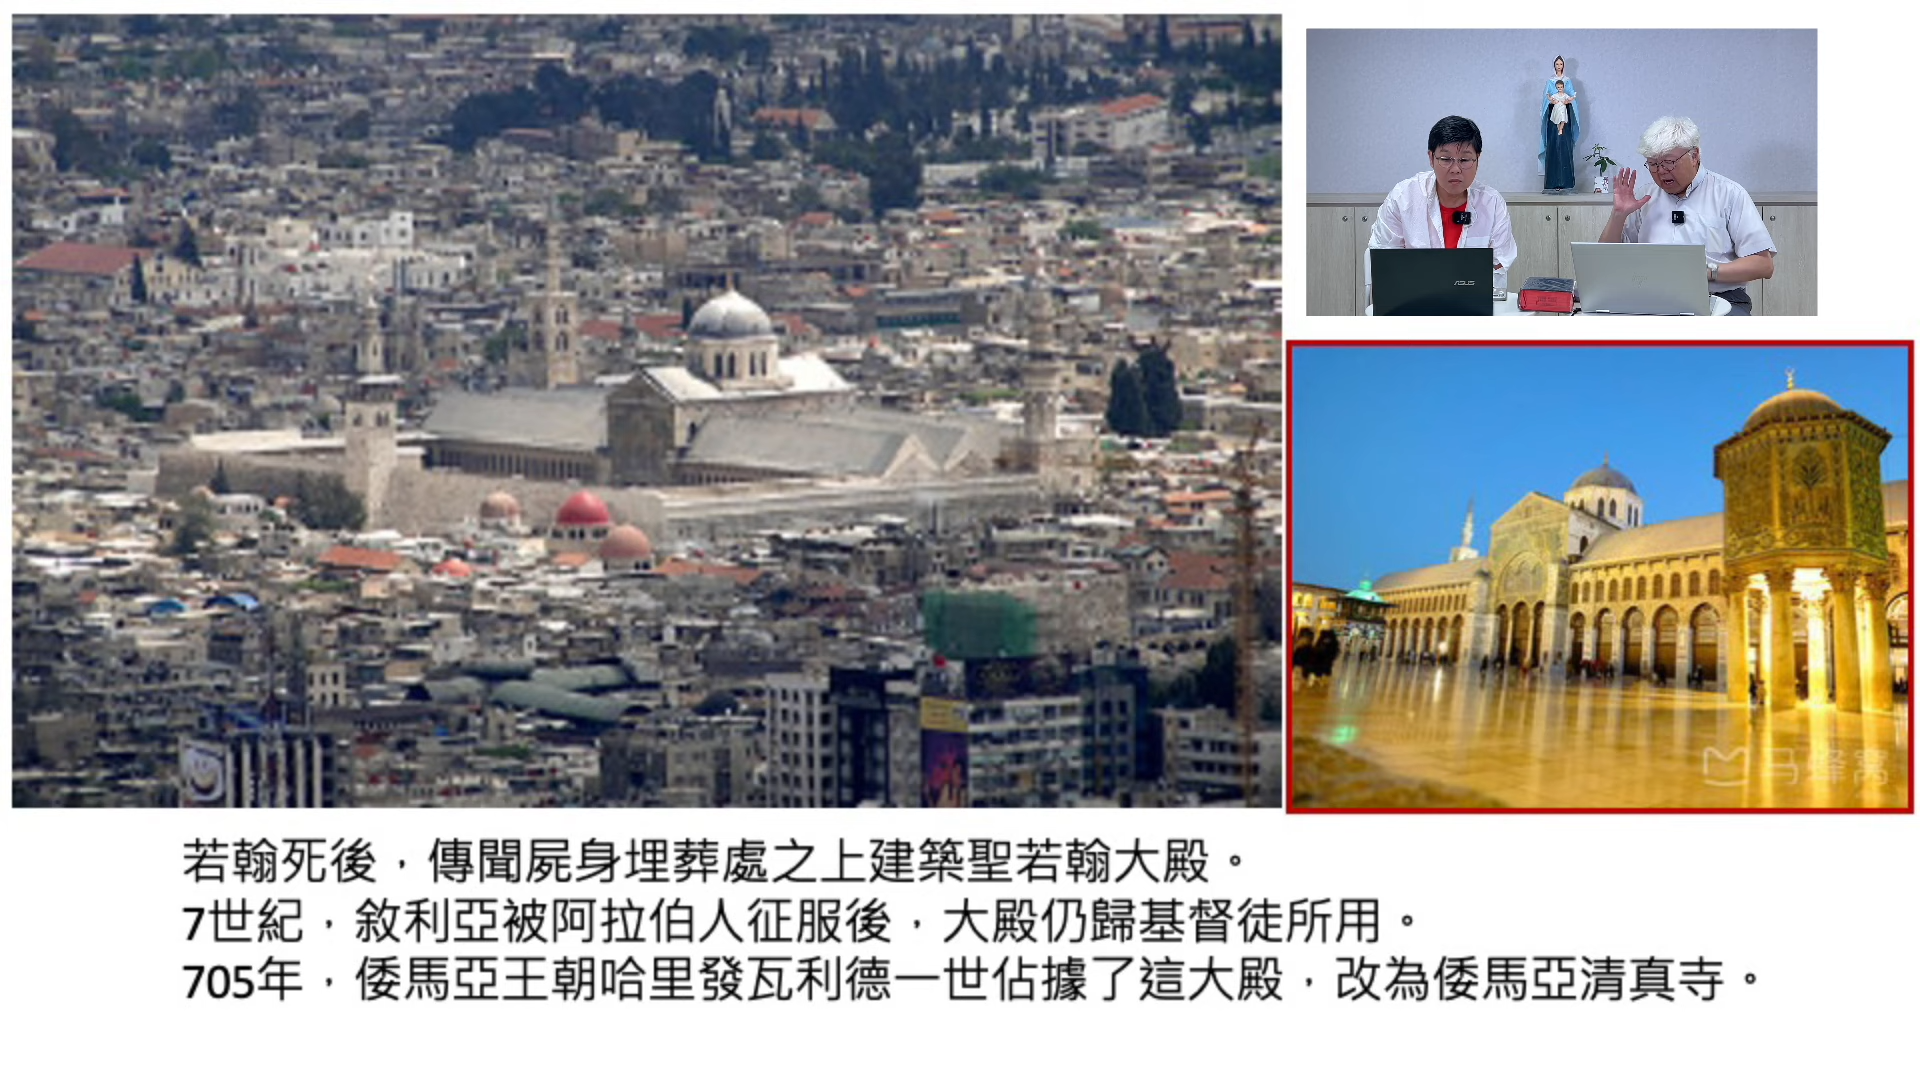 ASUS
马蜂窝
若翰死後，傳聞屍身埋葬處之上建築聖若翰大殿。
7世紀，敘利亞被阿拉伯人征服後，大殿仍歸基督徒所用。
705年，倭馬亞王朝哈里發瓦利德一世佔據了這大殿，改為倭馬亞清真寺。